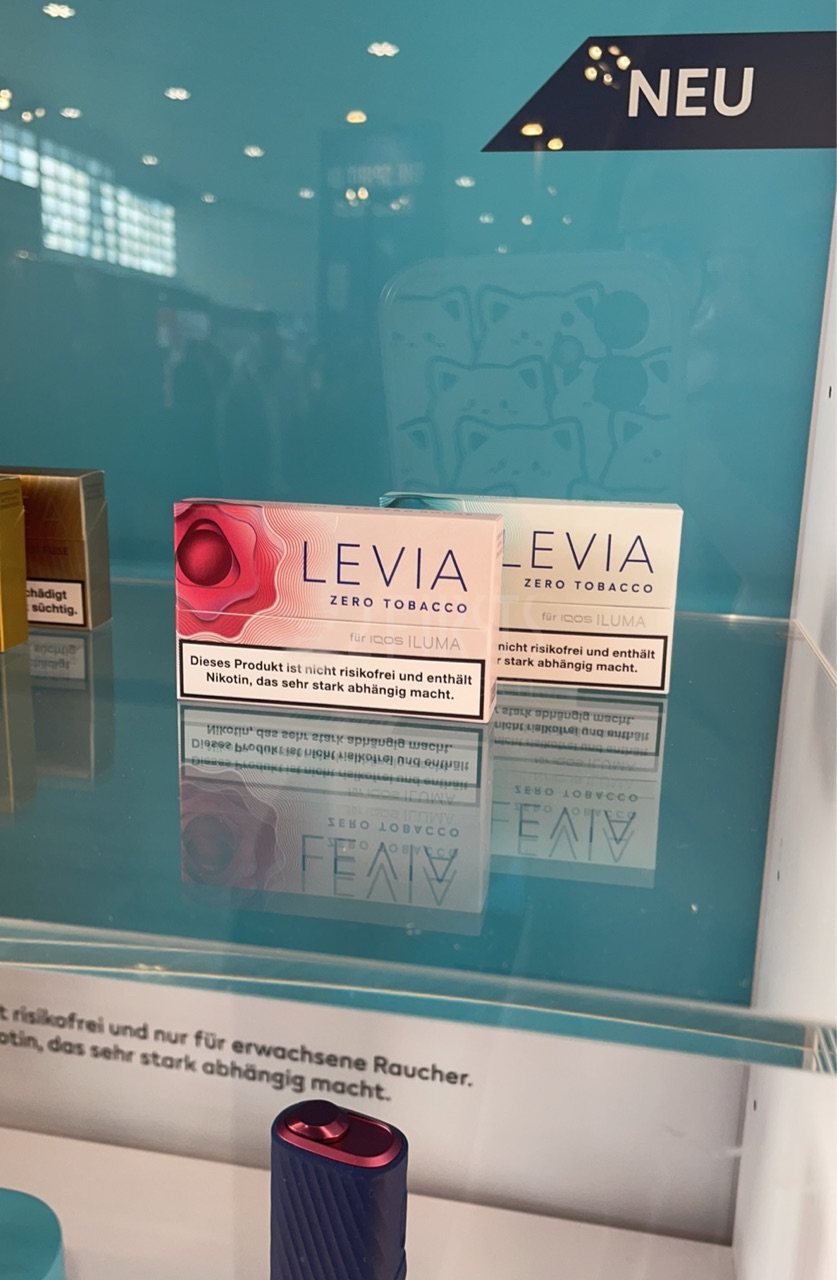 NEU
LEVIA
ZERO TOBACCO
für IQOS ILUMA
Dieses Produkt ist nicht risikofrei und enthält
Nikotin, das sehr stark abhängig macht.
LEVIA
ZERO TOBACCO
für IQOS ILUMA
nicht risikofrei und enthält
stark abhängig macht.
chädigt
süchtig.
risikofrei und nur für erwachsene Raucher.
otin, das sehr stark abhängig macht.